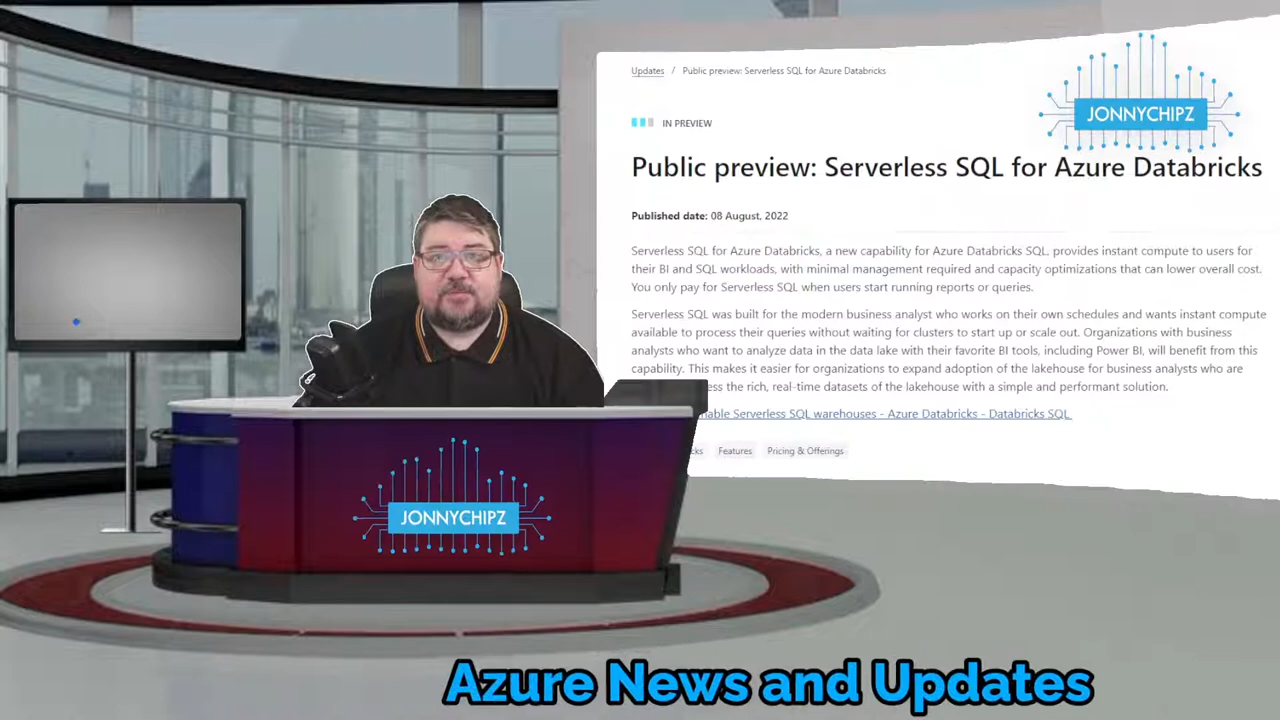 Updates / Public preview: Serverless SQL for Azure Databricks
JONNYCHIPZ
IN PREVIEW
Public preview: Serverless SQL for Azure Databricks
Published date: 08 August, 2022
Serverless SQL for Azure Databricks, a new capability for Azure Databricks SQL, provides instant compute to users for
their BI and SQL workloads, with minimal management required and capacity optimizations that can lower overall cost.
You only pay for Serverless SQL when users start running reports or queries.
Serverless SQL was built for the modern business analyst who works on their own schedules and wants instant compute
available to process their queries without waiting for clusters to start up or scale out. Organizations with business
analysts who want to analyze data in the data lake with their favorite BI tools, including Power BI, will benefit from this
capability. This makes it easier for organizations to expand adoption of the lakehouse for business analysts who are
the rich, real-time datasets of the lakehouse with a simple and performant solution.
Serverless SQL warehouses - Azure Databricks - Databricks SQL
Features Pricing & Offerings
JONNYCHIPZ
Azure News and Updates